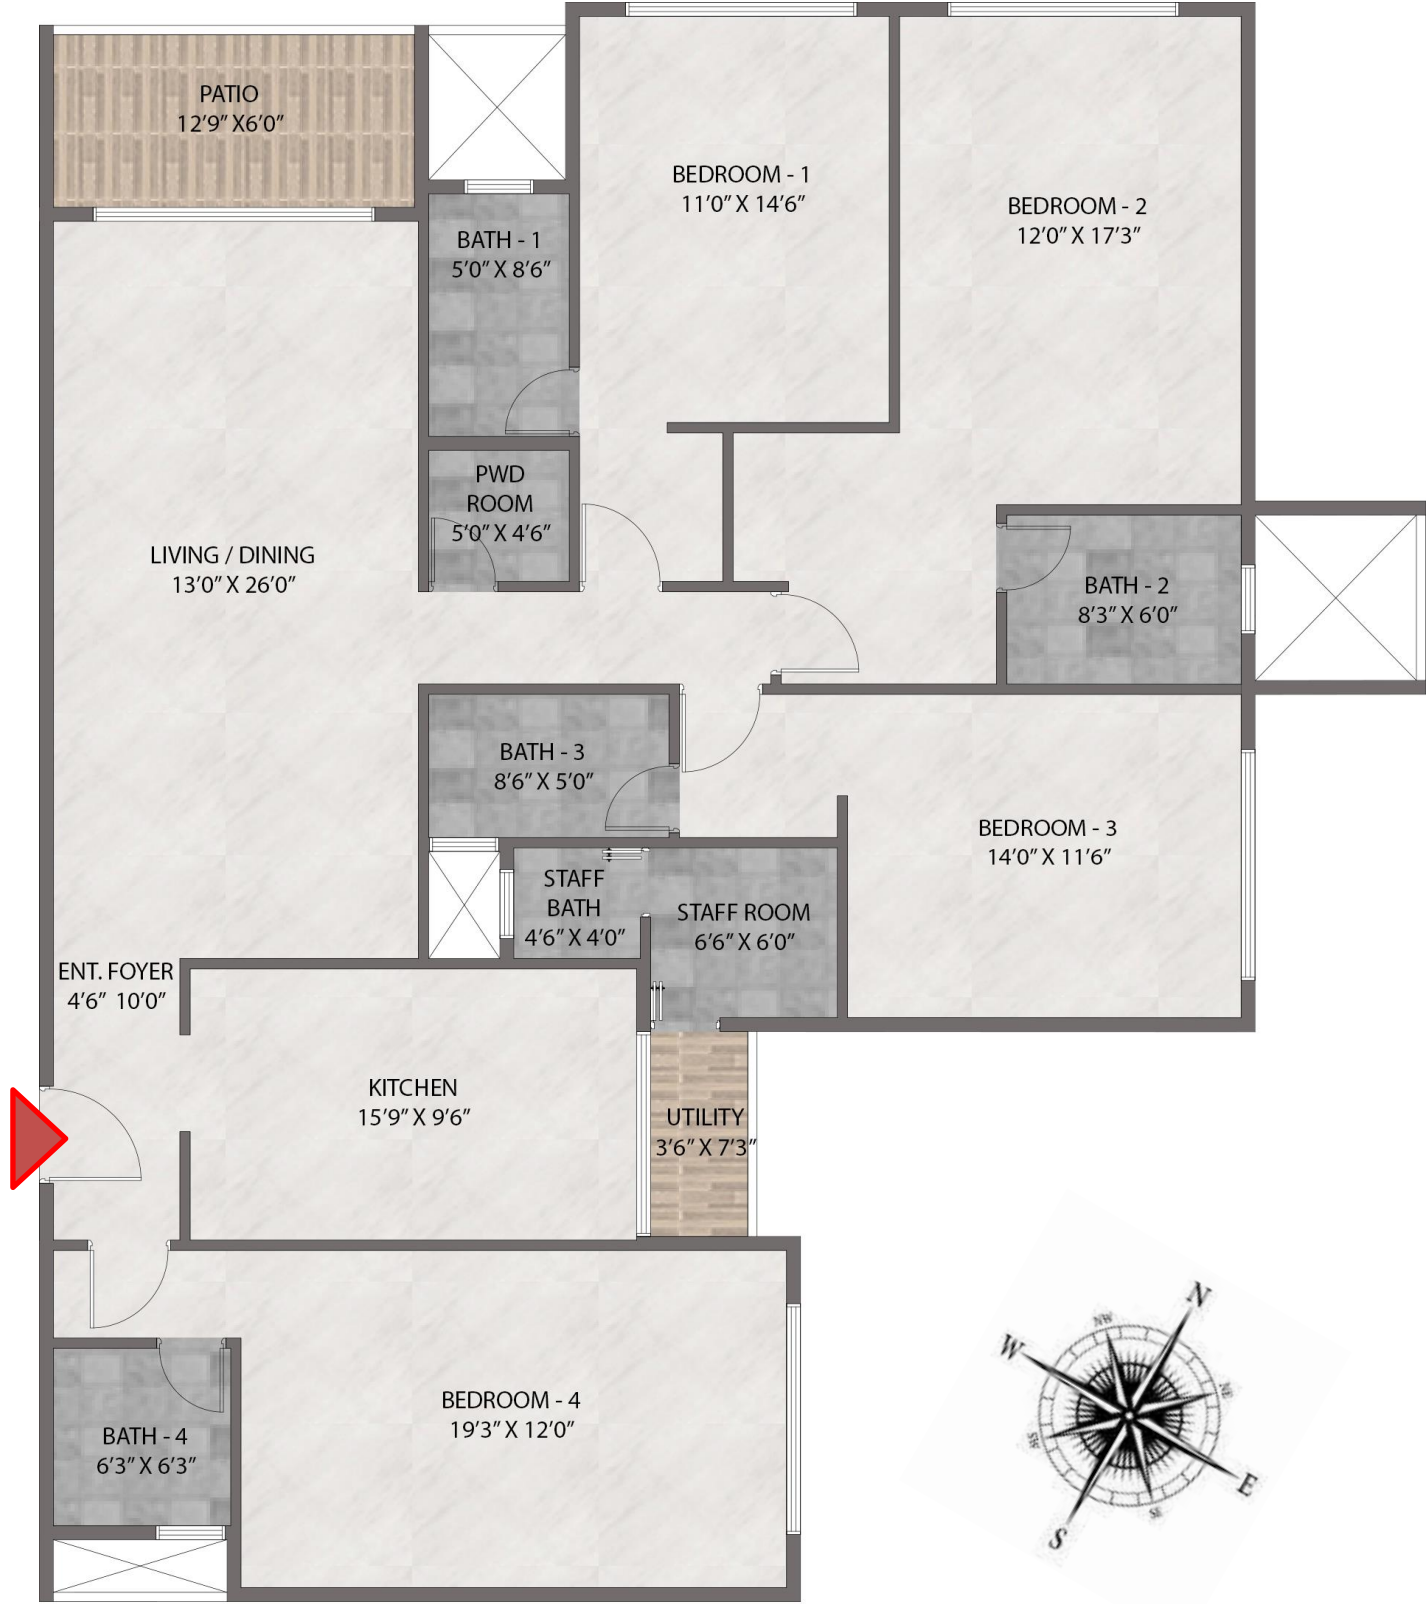 PATIO
12'9" X6'0"
BEDROOM - 1
11'0" X 14'6"
BEDROOM - 2
12'0" X 17'3"
BATH - 1
5'0" X 8'6"
PWD
ROOM
5'0" X 4'6"
LIVING / DINING
13'0" X 26'0"
BATH - 2
8'3" X 6'0"
BATH - 3
8'6" X 5'0"
BEDROOM - 3
14'0" X 11'6"
STAFF
BATH
4'6" X 4'0"
STAFF ROOM
6'6" X 6'0"
ENT. FOYER
4'6" 10'0"
KITCHEN
15'9" X 9'6"
UTILITY
3'6" X 7'3"
BEDROOM - 4
19'3" X 12'0"
BATH - 4
6'3" X 6'3"
N
NW
W
NE
SW
E
SE
S